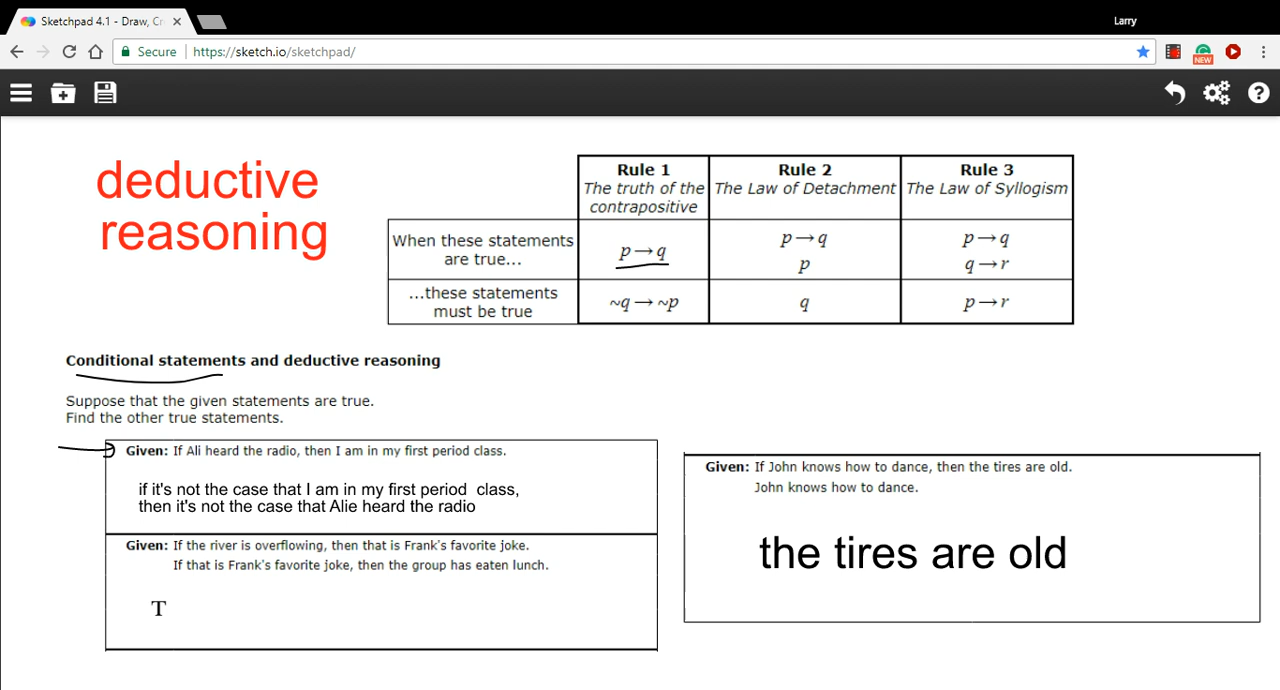 Sketchpad 4.1 - Draw, Cr
Larry
Secure
https://sketch.io/sketchpad/
NEW
deductive
reasoning
Rule 1
The truth of the
contrapositive
Rule 2
The Law of Detachment
Rule 3
The Law of Syllogism
When these statements
are true...
p→q
p→q
p
p→q
q→r
...these statements
must be true
~q→~p
q
p→r
Conditional statements and deductive reasoning
Suppose that the given statements are true.
Find the other true statements.
Given: If Ali heard the radio, then I am in my first period class.
if it's not the case that I am in my first period class,
then it's not the case that Alie heard the radio
Given: If the river is overflowing, then that is Frank's favorite joke.
If that is Frank's favorite joke, then the group has eaten lunch.
T
Given: If John knows how to dance, then the tires are old.
John knows how to dance.
the tires are old